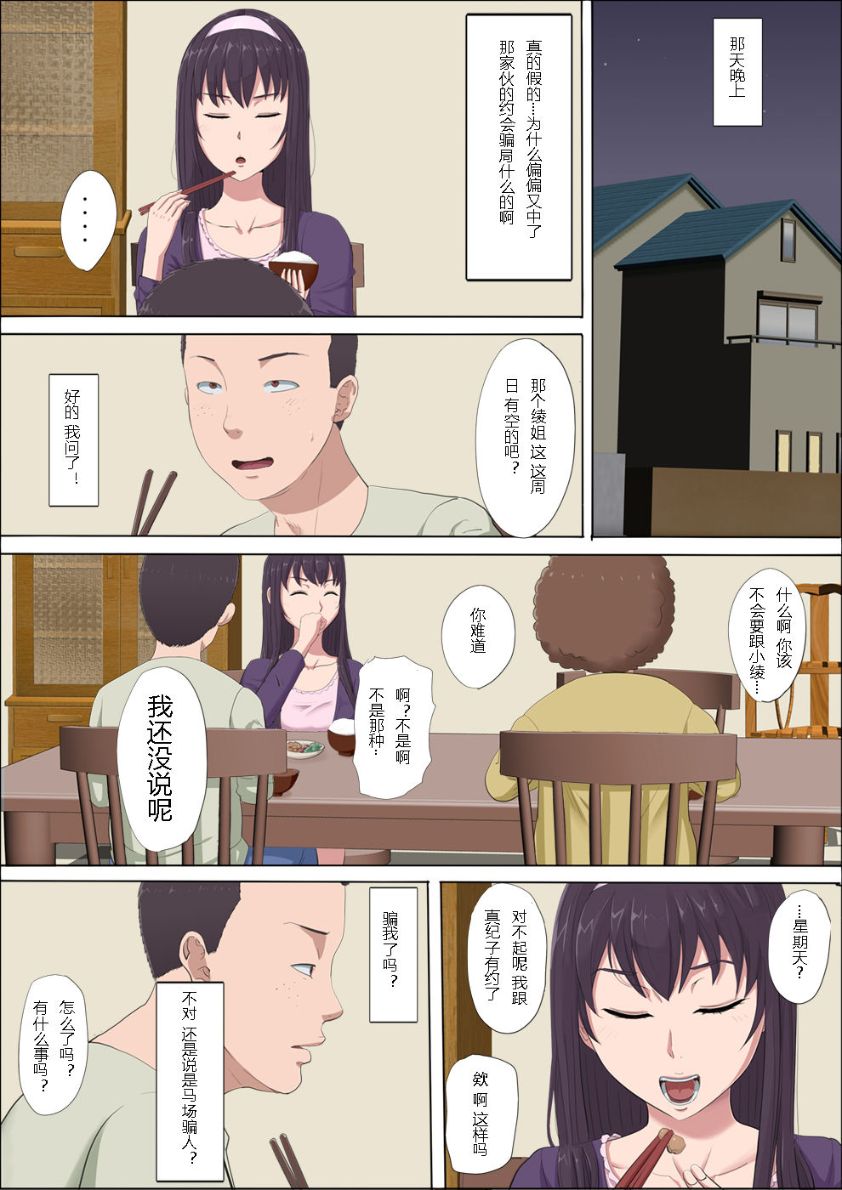 那天晚上
真的假的…为什么偏偏又中了
那家伙的约会骗局什么的啊
····
那个绫姐 这 这周
日 有空的吧？
好的 我问了！
什么啊 你该
不会要跟小绫…
你难道
啊？不是啊
不是那种…
我还没说呢
…星期天？
对不起呢 我跟
真纪子有约了
欸 啊 这样吗
骗我了吗？
不对 还是说是马场骗人？
怎么了吗？
有什么事吗？